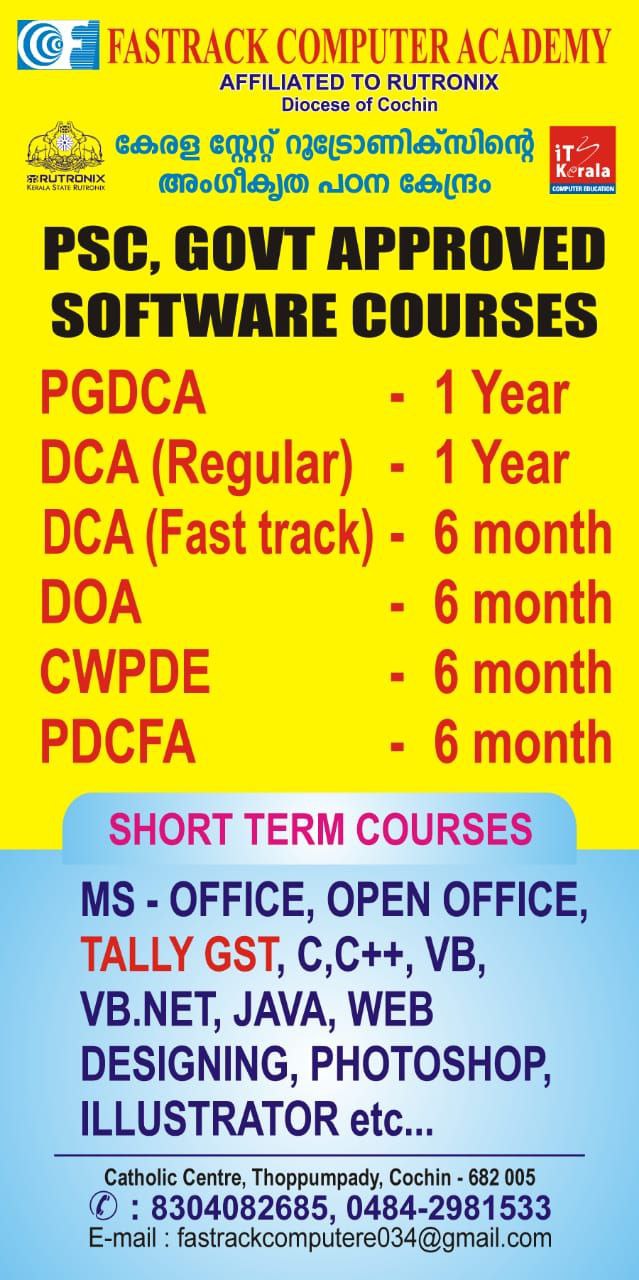 FASTRACK COMPUTER ACADEMY
AFFILIATED TO RUTRONIX
Diocese of Cochin
കേരള സ്റ്റേറ്റ് റൂട്രോണിക്സിന്റെ
അംഗീകൃത പഠന കേന്ദ്രം
RUTRONIX
KERALA STATE RUTRONIX
iTS
Kerala
COMPUTER EDUCATION
PSC, GOVT APPROVED
SOFTWARE COURSES
PGDCA - 1 Year
DCA (Regular) - 1 Year
DCA (Fast track) - 6 month
DOA - 6 month
CWPDE - 6 month
PDCFA - 6 month
SHORT TERM COURSES
MS - OFFICE, OPEN OFFICE,
TALLY GST, C,C++, VB,
VB.NET, JAVA, WEB
DESIGNING, PHOTOSHOP,
ILLUSTRATOR etc...
Catholic Centre, Thoppumpady, Cochin - 682 005
✆ : 8304082685, 0484-2981533
E-mail : fastrackcomputere034@gmail.com